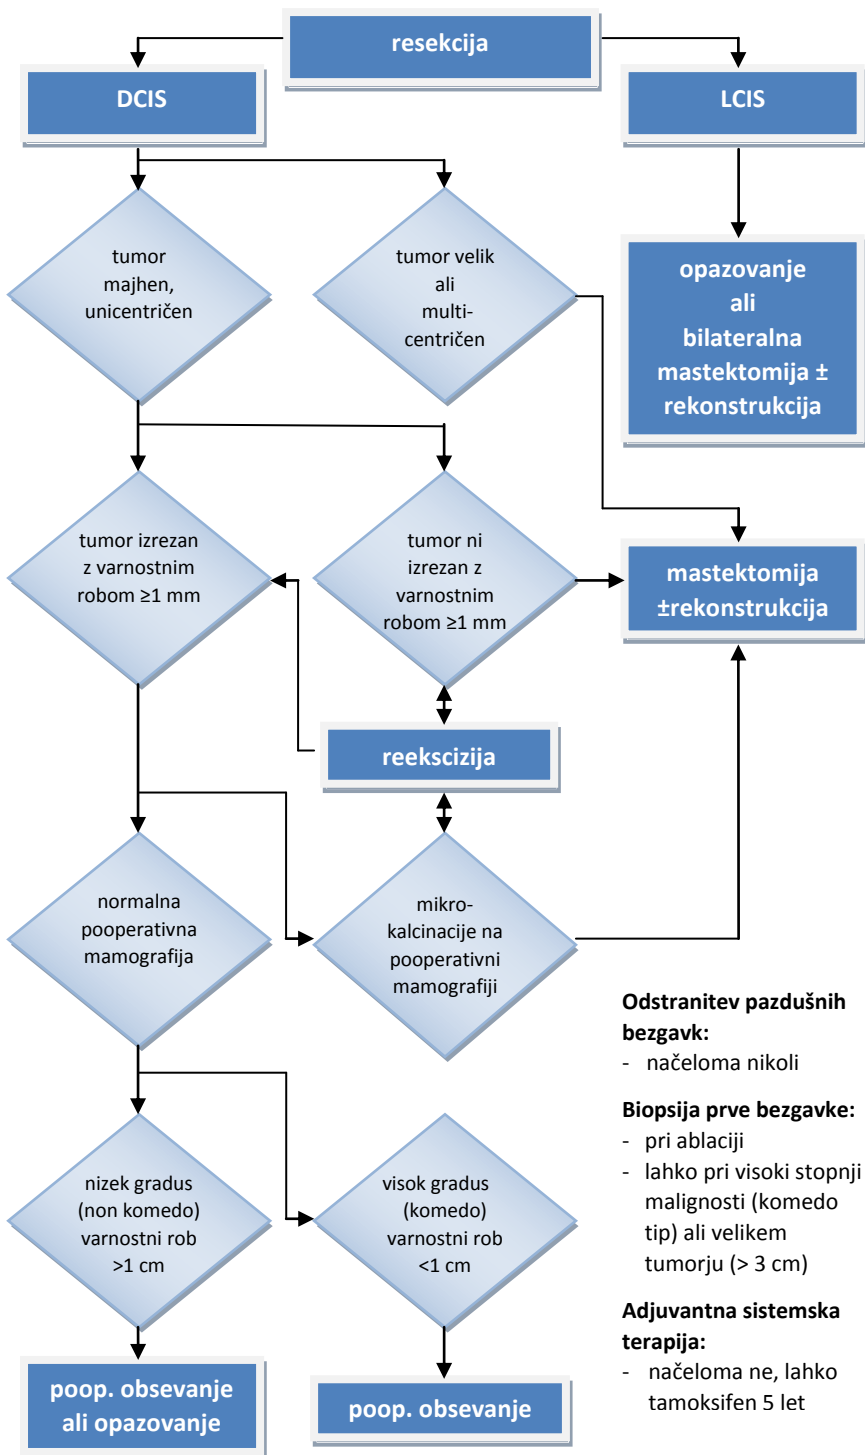 resekcija
DCIS
LCIS
tumor
majhen,
unicentričen
tumor velik
ali
multi-
centričen
opazovanje
ali
bilateralna
mastektomija ±
rekonstrukcija
tumor izrezan
z varnostnim
robom ≥1 mm
tumor ni
izrezan z
varnostnim
robom ≥1 mm
mastektomija
±rekonstrukcija
reekscizija
normalna
pooperativna
mamografija
mikro-
kalcinacije na
pooperativni
mamografiji
nizek gradus
(non komedo)
varnostni rob
>1 cm
visok gradus
(komedo)
varnostni rob
<1 cm
poop. obsevanje
ali opazovanje
poop. obsevanje
Odstranitev pazdušnih
bezgavk:
- načeloma nikoli
Biopsija prve bezgavke:
- pri ablaciji
- lahko pri visoki stopnji
malignosti (komedo
tip) ali velikem
tumorju (> 3 cm)
Adjuvantna sistemska
terapija:
- načeloma ne, lahko
tamoksifen 5 let